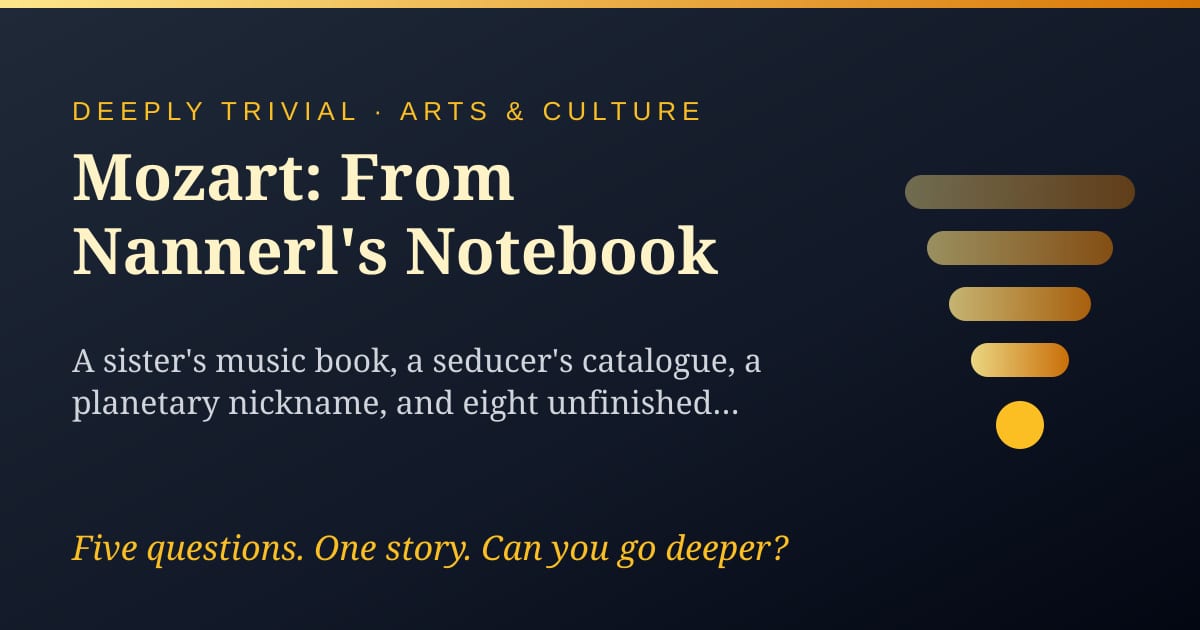 DEEPLY TRIVIAL · ARTS & CULTURE
Mozart: From
Nannerl's Notebook
A sister's music book, a seducer's catalogue, a
planetary nickname, and eight unfinished…
Five questions. One story. Can you go deeper?